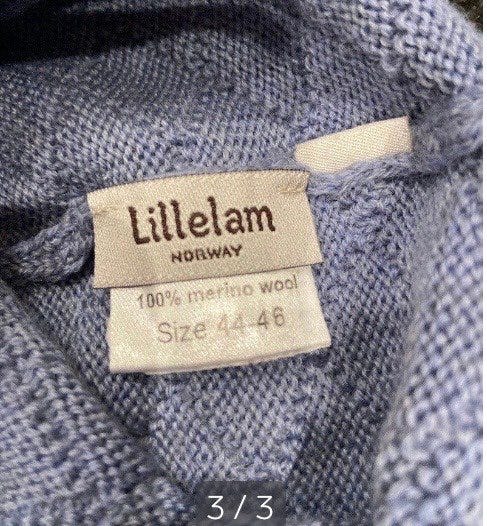 Lillelam
NORWAY
100% merino wool
Size 44-46
3 / 3